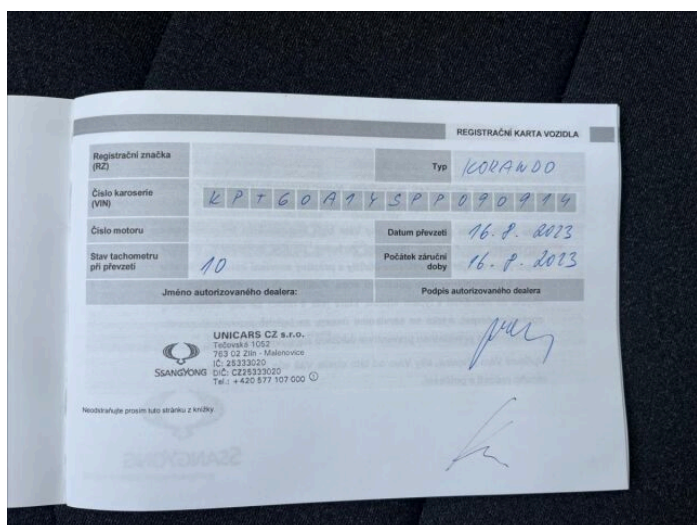 REGISTRAČNÍ KARTA VOZIDLA
Registrační značka
(RZ)
Typ KORANDO
Číslo karoserie
(VIN) KPT60A1YSPP090914
Číslo motoru
Datum převzetí 16. 8. 2023
Stav tachometru
při převzetí 10
Počátek záruční
doby 16. 8. 2023
Jméno autorizovaného dealera:
Podpis autorizovaného dealera
SSANGYONG
UNICARS CZ s.r.o.
Tečovská 1052
763 02 Zlín - Malenovice
IČ: 25333020
DIČ: CZ25333020
Tel.: +420 577 107 000 ①
Neodstraňujte prosím tuto stránku z knížky.